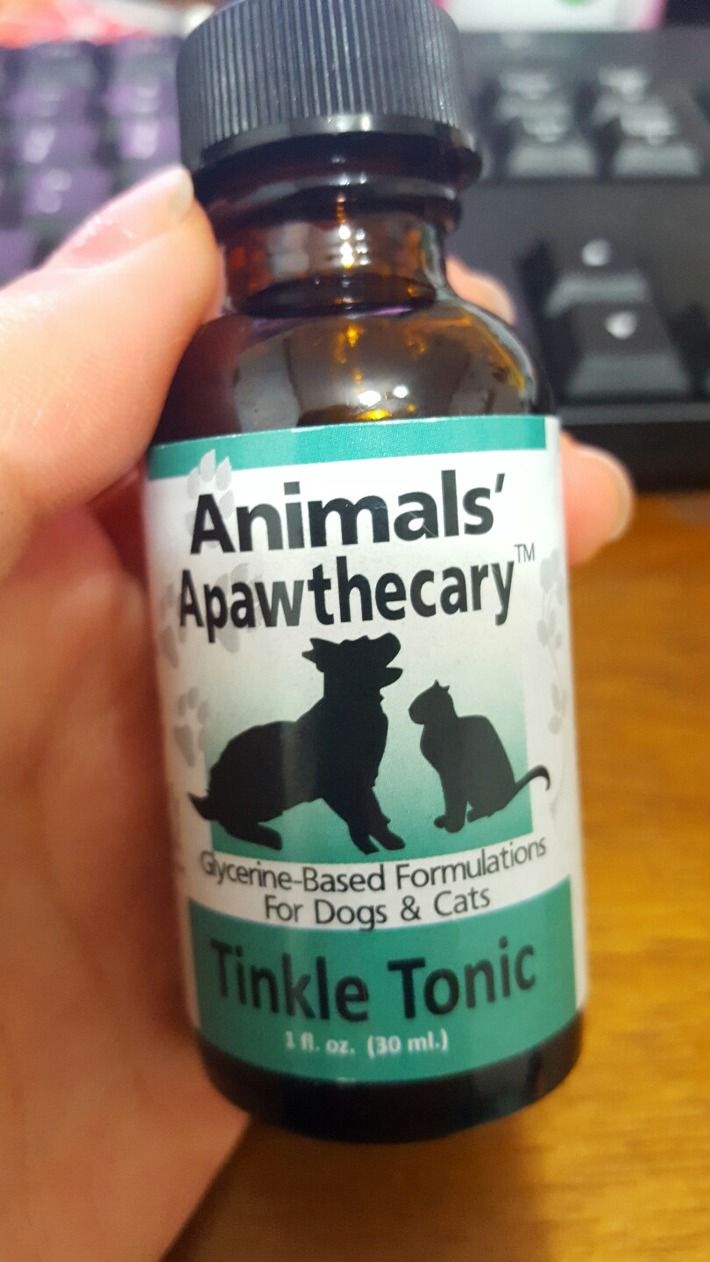 Animals'
Apawthecary™
Glycerine-Based Formulations
For Dogs & Cats
Tinkle Tonic
1 fl. oz. (30 ml.)